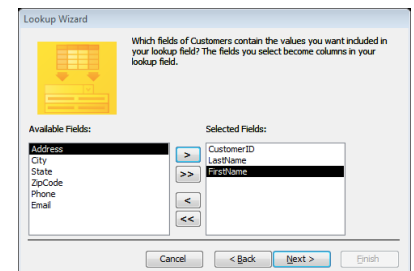 Lookup Wizard
Which fields of Customers contain the values you want included in
your lookup field? The fields you select become columns in your
lookup field.
Available Fields:
Selected Fields:
Address
City
State
ZipCode
Phone
Email
>
>>
<
<<
CustomerID
LastName
FirstName
Cancel
< Back
Next >
Finish